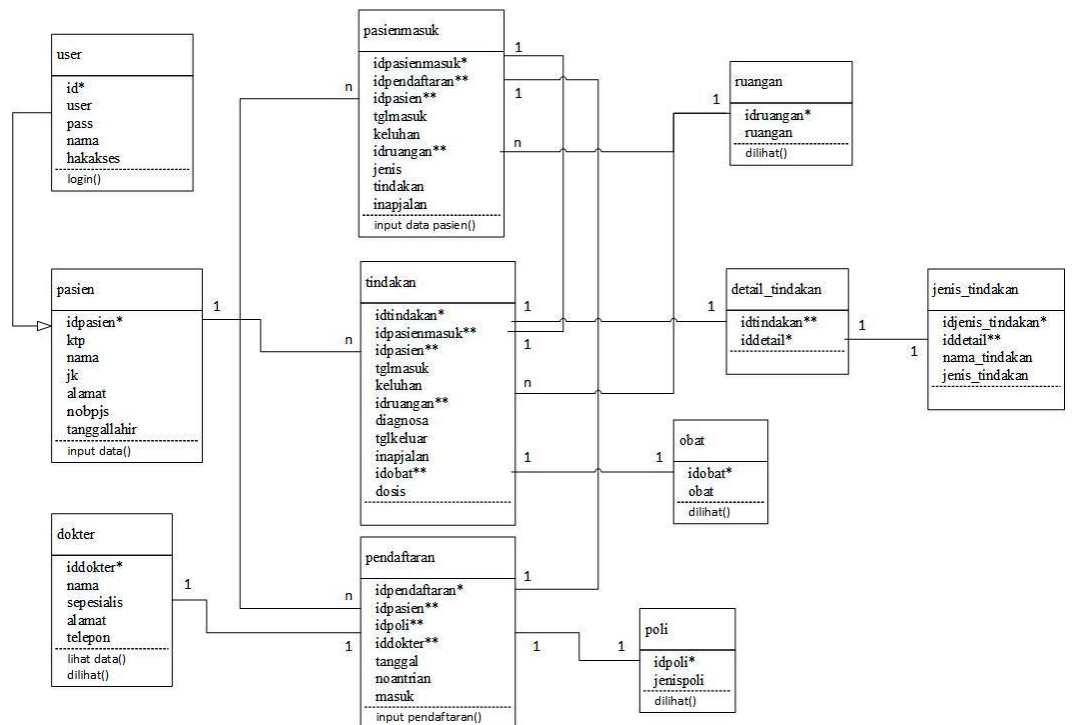 user
id*
user
pass
nama
hakakses
login()
pasienmasuk
idpasienmasuk*
idpendaftaran**
idpasien**
tglmasuk
keluhan
idruangan**
jenis
tindakan
inapjalan
input data pasien()
ruangan
idruangan*
ruangan
dilihat()
pasien
idpasien*
ktp
nama
jk
alamat
nobpjs
tanggallahir
input data()
tindakan
idtindakan*
idpasienmasuk**
idpasien**
tglmasuk
keluhan
idruangan**
diagnosa
tglkeluar
inapjalan
idobat**
dosis
detail_tindakan
idtindakan**
iddetail*
jenis_tindakan
idjenis_tindakan*
iddetail**
nama_tindakan
jenis_tindakan
obat
idobat*
obat
dilihat()
dokter
iddokter*
nama
sepesialis
alamat
telepon
lihat data()
dilihat()
pendaftaran
idpendaftaran*
idpasien**
idpoli**
iddokter**
tanggal
noantrian
masuk
input pendaftaran()
poli
idpoli*
jenispoli
dilihat()
1
1
n
n
1
1
n
1
1
1
n
1
1
1
1
1
n
1
1
1
1
1